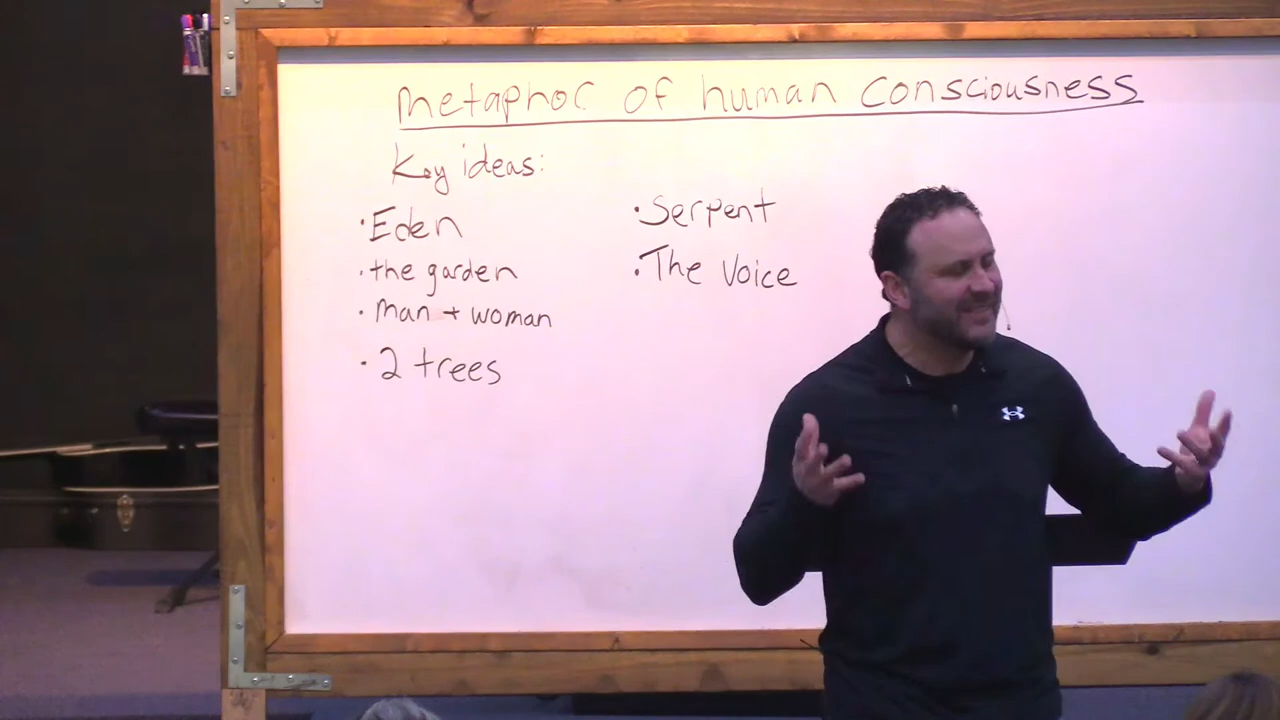 metaphor of human consciousness
Key ideas:
• Eden
• the garden
• man + woman
• 2 trees
• Serpent
• The Voice